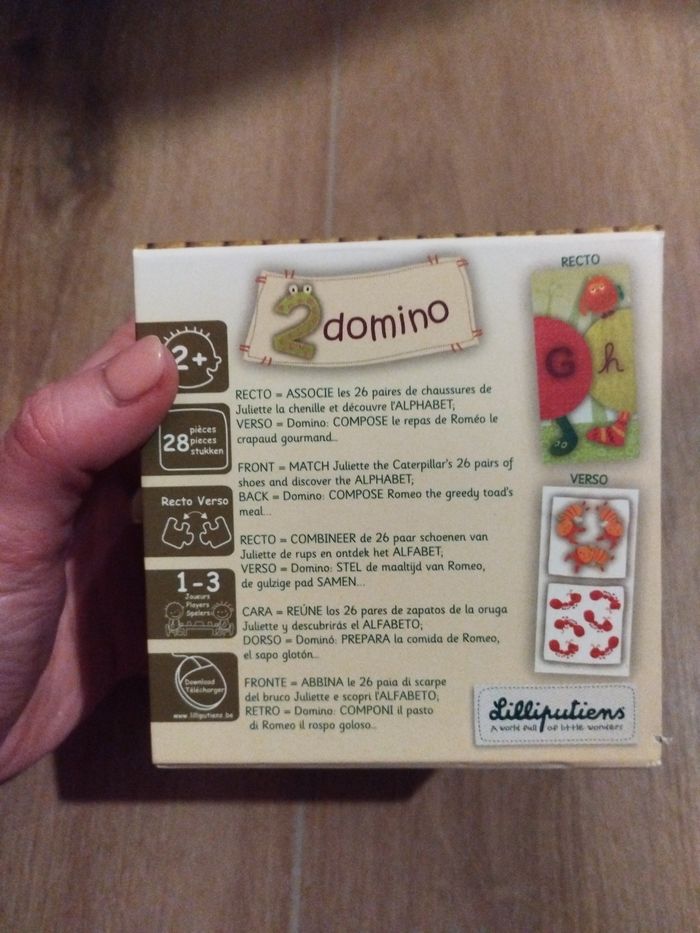 2domino
RECTO
G h
2+
28 pièces
pieces
stukken
Recto Verso
1-3
Joueurs
Players
Spelers
Download
Télécharger
www.lilliputiens.be
RECTO = ASSOCIE les 26 paires de chaussures de
Juliette la chenille et découvre l'ALPHABET;
VERSO = Domino: COMPOSE le repas de Roméo le
crapaud gourmand...
FRONT = MATCH Juliette the Caterpillar's 26 pairs of
shoes and discover the ALPHABET;
BACK = Domino: COMPOSE Romeo the greedy toad's
meal...
RECTO = COMBINEER de 26 paar schoenen van
Juliette de rups en ontdek het ALFABET;
VERSO = Domino: STEL de maaltijd van Romeo,
de gulzige pad SAMEN...
CARA = REÚNE los 26 pares de zapatos de la oruga
Juliette y descubrirás el ALFABETO;
DORSO = Dominó: PREPARA la comida de Romeo,
el sapo glotón...
FRONTE = ABBINA le 26 paia di scarpe
del bruco Juliette e scopri l'ALFABETO;
RETRO = Domino: COMPONI il pasto
di Romeo il rospo goloso...
VERSO
Lilliputiens
A world full of little wonders